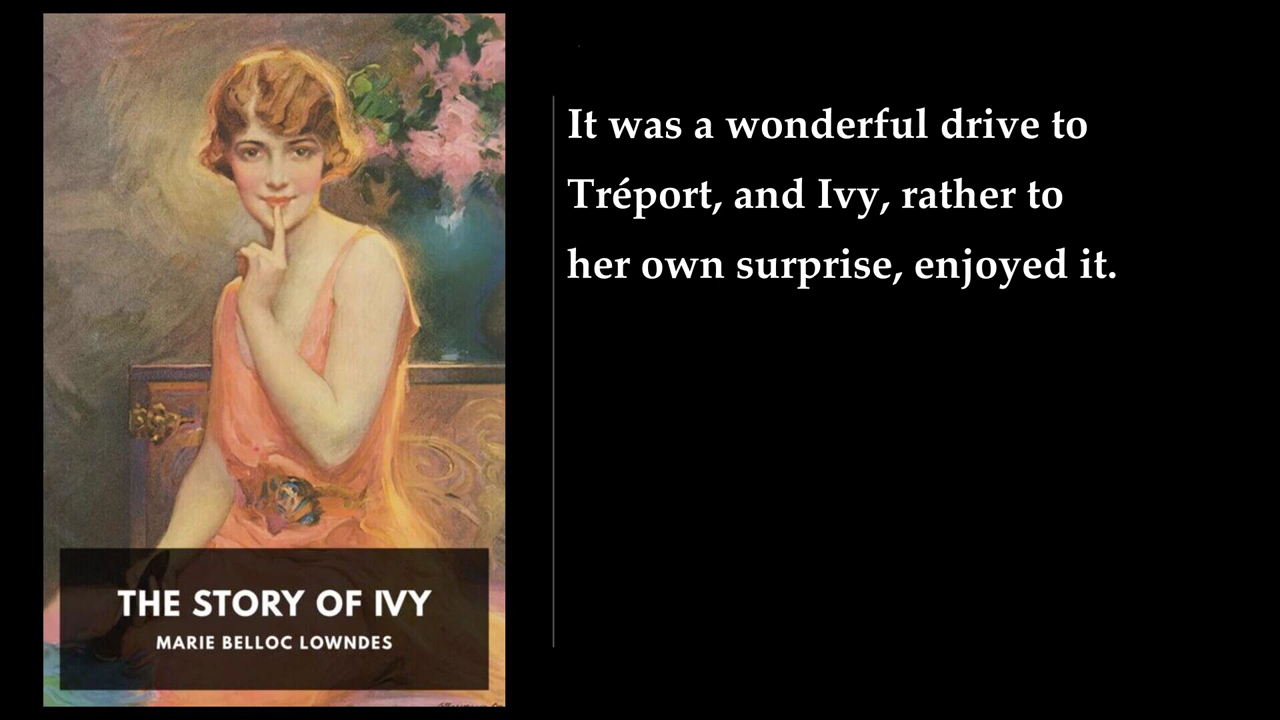 It was a wonderful drive to
Tréport, and Ivy, rather to
her own surprise, enjoyed it.
THE STORY OF IVY
MARIE BELLOC LOWNDES